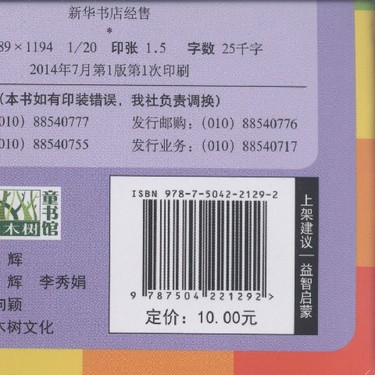 新华书店经售
*
89×1194 1/20 印张 1.5 字数 25千字
2014年7月第1版第1次印刷
(本书如有印装错误，我社负责调换)
(010) 88540777 发行邮购：(010) 88540776
(010) 88540755 发行业务：(010) 88540717
木树
童书馆
辉
辉 李秀娟
向颖
木树文化
ISBN 978-7-5042-2129-2
9 787504 221292 >
定价：10.00元
上架建议｜益智启蒙